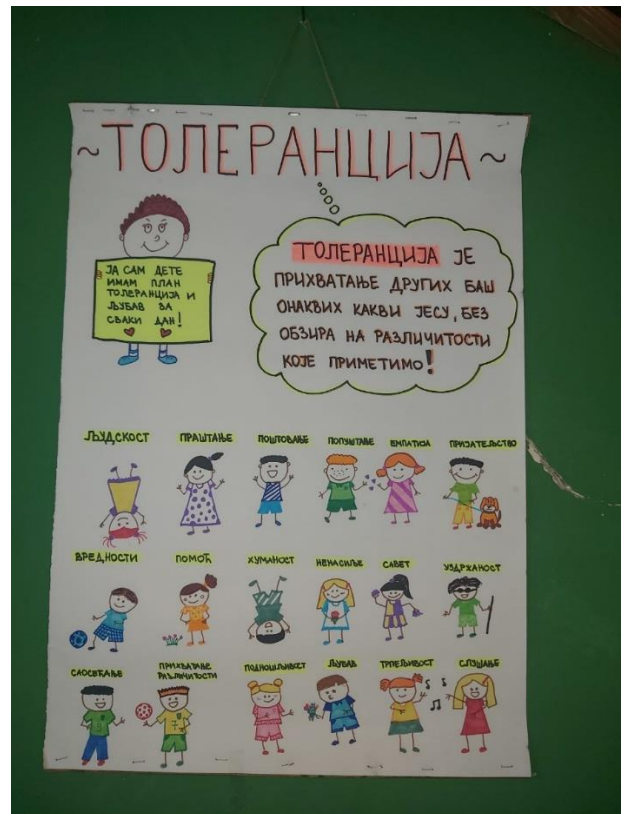 ~ТОЛЕРАНЦИЈА~
ЈА САМ ДЕТЕ
ИМАМ ПЛАН
ТОЛЕРАНЦИЈА И
ЉУБАВ ЗА
СВАКИ ДАН!
ТОЛЕРАНЦИЈА ЈЕ
ПРИХВАТАЊЕ ДРУГИХ БАШ
ОНАКВИХ КАКВИ ЈЕСУ, БЕЗ
ОБЗИРА НА РАЗЛИЧИТОСТИ
КОЈЕ ПРИМЕТИМО!
ЉУДСКОСТ ПРАШТАЊЕ ПОШТОВАЊЕ ПОПУШТАЊЕ ЕМПАТИЈА ПРИЈАТЕЉСТВО
ВРЕДНОСТИ ПОМОЋ ХУМАНОСТ НЕНАСИЉЕ САВЕТ УЗДРЖАНОСТ
САОСЕЋАЊЕ ПРИХВАТАЊЕ
РАЗЛИЧИТОСТИ ПОДНОШЉИВОСТ ЉУБАВ ТРПЕЉИВОСТ СЛУШАЊЕ